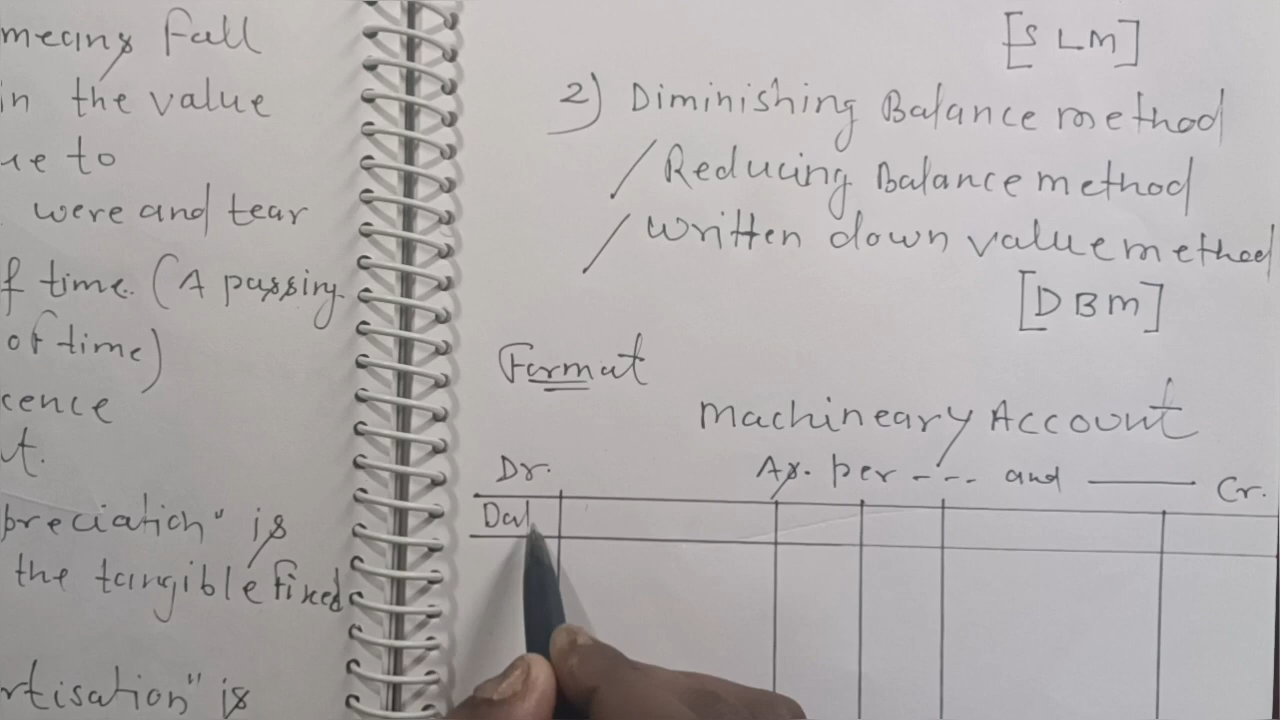 means fall
in the value
to
were and tear
of time. (A passing
of time)
t.
preciation" is
the tangible fixed
rtisation" is
[SLM]
2) Diminishing Balance method
/ Reducing Balance method
/ written down value method
[DBM]
Format
Machineary Account
Dr. As. per --- and —— Cr.
Dat